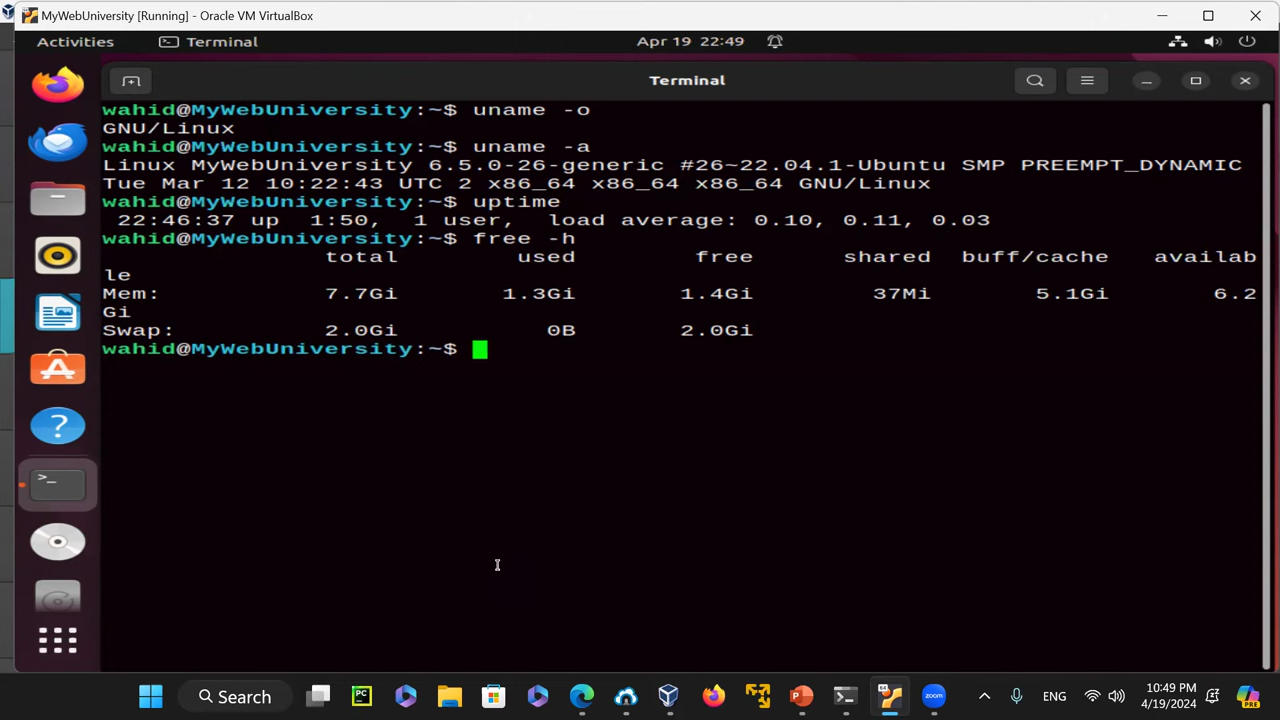 MyWebUniversity [Running] - Oracle VM VirtualBox
Activities Terminal Apr 19 22:49
Terminal
wahid@MyWebUniversity:~$ uname -o
GNU/Linux
wahid@MyWebUniversity:~$ uname -a
Linux MyWebUniversity 6.5.0-26-generic #26~22.04.1-Ubuntu SMP PREEMPT_DYNAMIC
Tue Mar 12 10:22:43 UTC 2 x86_64 x86_64 x86_64 GNU/Linux
wahid@MyWebUniversity:~$ uptime
22:46:37 up 1:50, 1 user, load average: 0.10, 0.11, 0.03
wahid@MyWebUniversity:~$ free -h
total used free shared buff/cache availab
le
Mem: 7.7Gi 1.3Gi 1.4Gi 37Mi 5.1Gi 6.2
Gi
Swap: 2.0Gi 0B 2.0Gi
wahid@MyWebUniversity:~$
Search PC zoom ENG 10:49 PM PRE
4/19/2024